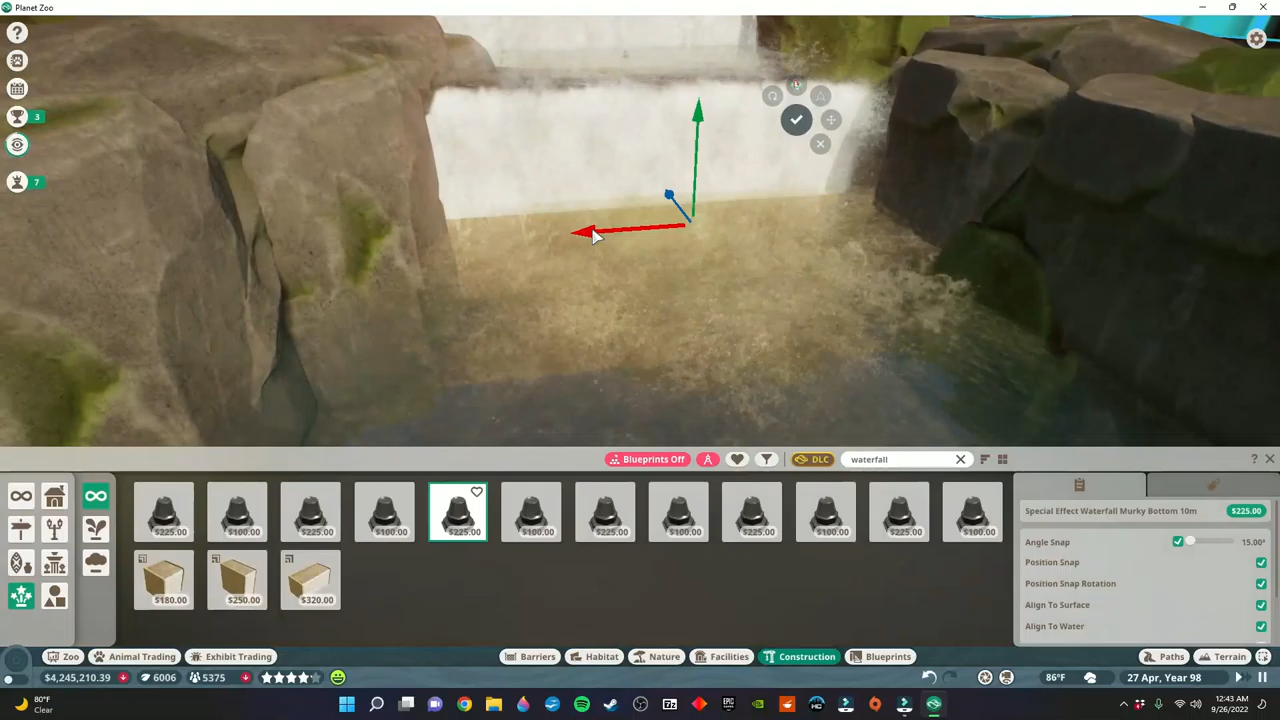 Planet Zoo
3
7
Blueprints Off
DLC
waterfall
$225.00
$100.00
$225.00
$100.00
$225.00
$100.00
$225.00
$100.00
$225.00
$100.00
$225.00
$100.00
$180.00
$250.00
$320.00
Special Effect Waterfall Murky Bottom 10m
$225.00
Angle Snap
15.00°
Position Snap
Position Snap Rotation
Align To Surface
Align To Water
Zoo
Animal Trading
Exhibit Trading
Barriers
Habitat
Nature
Facilities
Construction
Blueprints
Paths
Terrain
$4,245,210.39
6006
5375
86°F
27 Apr, Year 98
80°F
Clear
EPIC
GAMES
7Z
HD
12:43 AM
9/26/2022